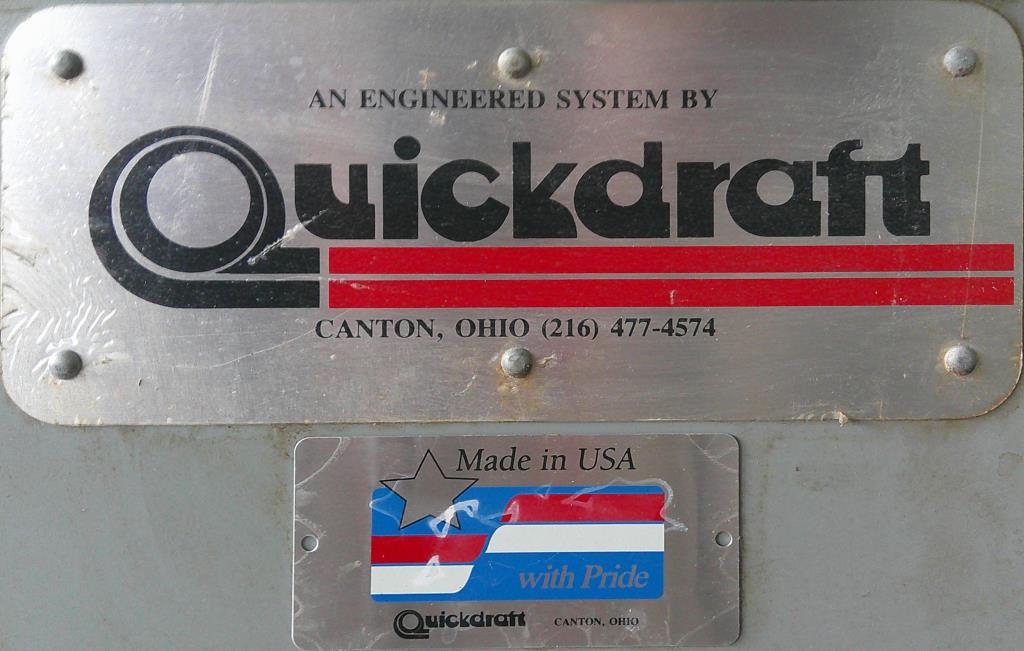 AN ENGINEERED SYSTEM BY
Quickdraft
CANTON, OHIO (216) 477-4574
Made in USA
with Pride
Quickdraft CANTON, OHIO